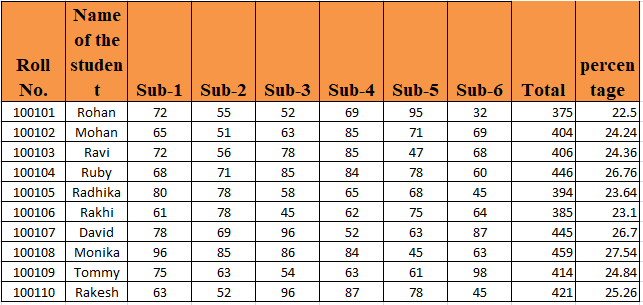 Roll No. Name of the studen t Sub-1 Sub-2 Sub-3 Sub-4 Sub-5 Sub-6 Total percen tage
100101 Rohan 72 55 52 69 95 32 375 22.5
100102 Mohan 65 51 63 85 71 69 404 24.24
100103 Ravi 72 56 78 85 47 68 406 24.36
100104 Ruby 68 71 85 84 78 60 446 26.76
100105 Radhika 80 78 58 65 68 45 394 23.64
100106 Rakhi 61 78 45 62 75 64 385 23.1
100107 David 78 69 96 52 63 87 445 26.7
100108 Monika 96 85 86 84 45 63 459 27.54
100109 Tommy 75 63 54 63 61 98 414 24.84
100110 Rakesh 63 52 96 87 78 45 421 25.26